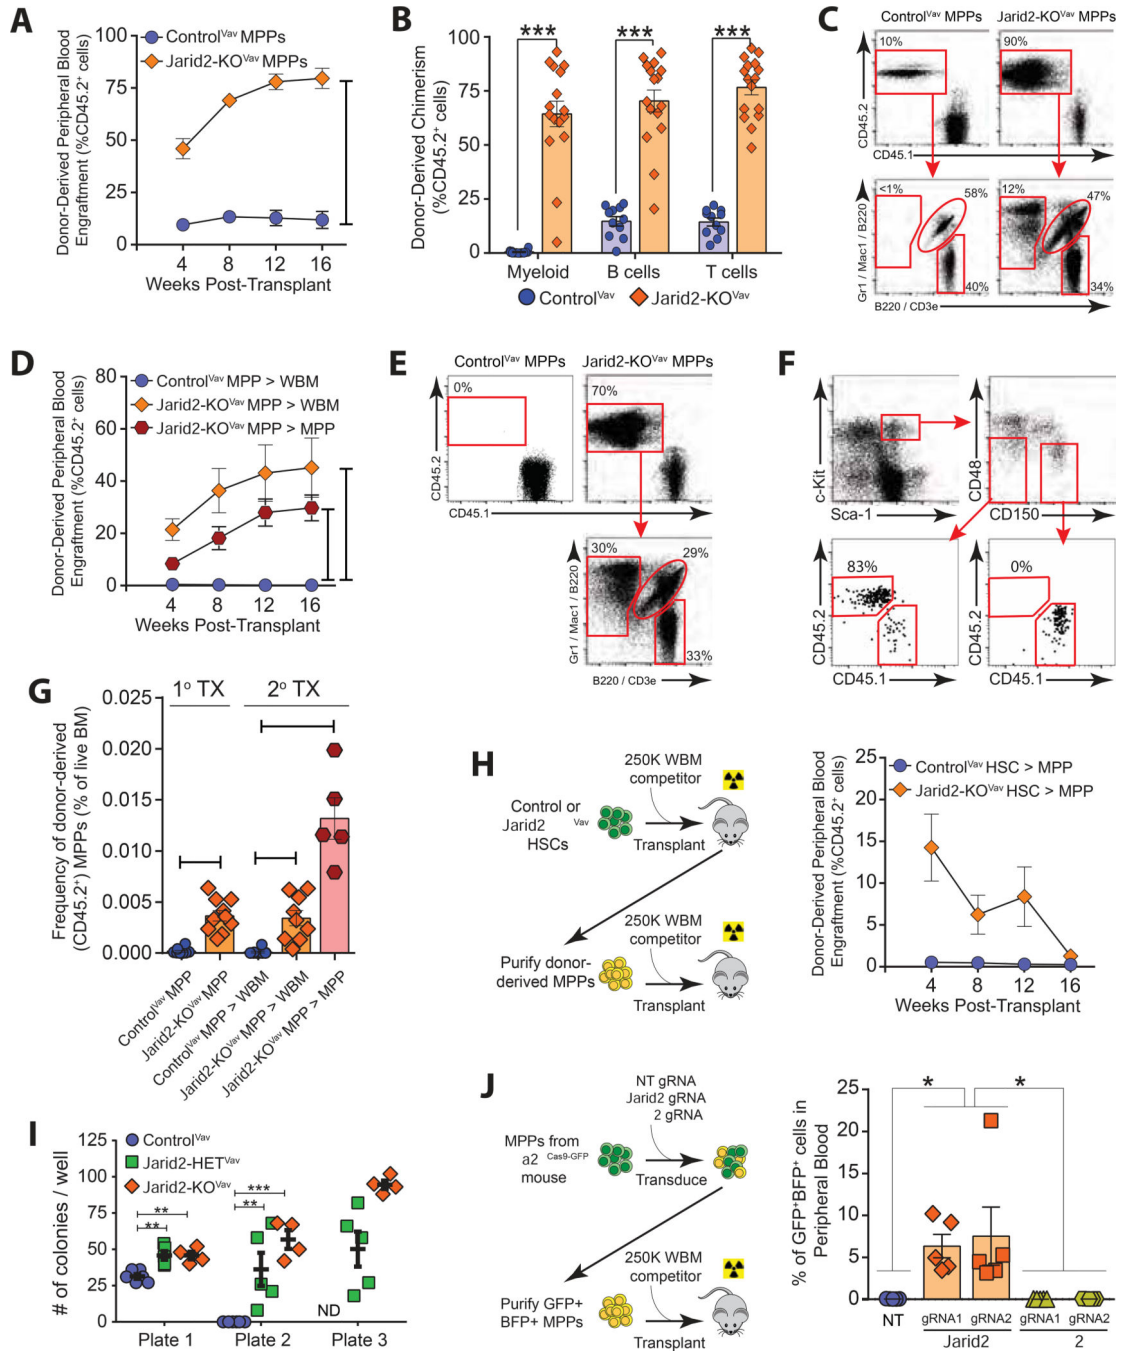 A
Control^Vav MPPs
Jarid2-KO^Vav MPPs
Donor-Derived Peripheral Blood
Engraftment (%CD45.2⁺ cells)
100
75
50
25
0
4 8 12 16
Weeks Post-Transplant
B
*** *** ***
Donor-Derived Chimerism
(%CD45.2⁺ cells)
100
75
50
25
0
Myeloid B cells T cells
Control^Vav Jarid2-KO^Vav
C
Control^Vav MPPs Jarid2-KO^Vav MPPs
10% 90%
CD45.2
CD45.1
<1% 58% 12% 47%
40% 34%
Gr1 / Mac1 / B220
B220 / CD3e
D
Control^Vav MPP > WBM
Jarid2-KO^Vav MPP > WBM
Jarid2-KO^Vav MPP > MPP
Donor-Derived Peripheral Blood
Engraftment (%CD45.2⁺ cells)
80
60
40
20
0
4 8 12 16
Weeks Post-Transplant
E
Control^Vav MPPs Jarid2-KO^Vav MPPs
0% 70%
CD45.2
CD45.1
30% 29%
33%
Gr1 / Mac1 / B220
B220 / CD3e
F
c-Kit
Sca-1
CD48
CD150
83% 0%
CD45.2 CD45.2
CD45.1 CD45.1
G
1° TX 2° TX
Frequency of donor-derived
(CD45.2⁺) MPPs (% of live BM)
0.025
0.020
0.015
0.010
0.005
0.000
Control^Vav MPP
Jarid2-KO^Vav MPP
Control^Vav MPP > WBM
Jarid2-KO^Vav MPP > WBM
Jarid2-KO^Vav MPP > MPP
H
250K WBM
competitor
Control or
Jarid2 ^Vav
HSCs
Transplant
250K WBM
competitor
Purify donor-
derived MPPs
Transplant
Control^Vav HSC > MPP
Jarid2-KO^Vav HSC > MPP
Donor-Derived Peripheral Blood
Engraftment (%CD45.2⁺ cells)
25
20
15
10
5
0
4 8 12 16
Weeks Post-Transplant
I
Control^Vav
Jarid2-HET^Vav
Jarid2-KO^Vav
# of colonies / well
125
100
75
50
25
0
**
**
***
**
ND
Plate 1 Plate 2 Plate 3
J
NT gRNA
Jarid2 gRNA
2 gRNA
MPPs from
a2 ^Cas9-GFP
mouse
Transduce
250K WBM
competitor
Purify GFP+
BFP+ MPPs
Transplant
% of GFP⁺BFP⁺ cells in
Peripheral Blood
25
20
15
10
5
0
* *
NT gRNA1 gRNA2 gRNA1 gRNA2
Jarid2 2